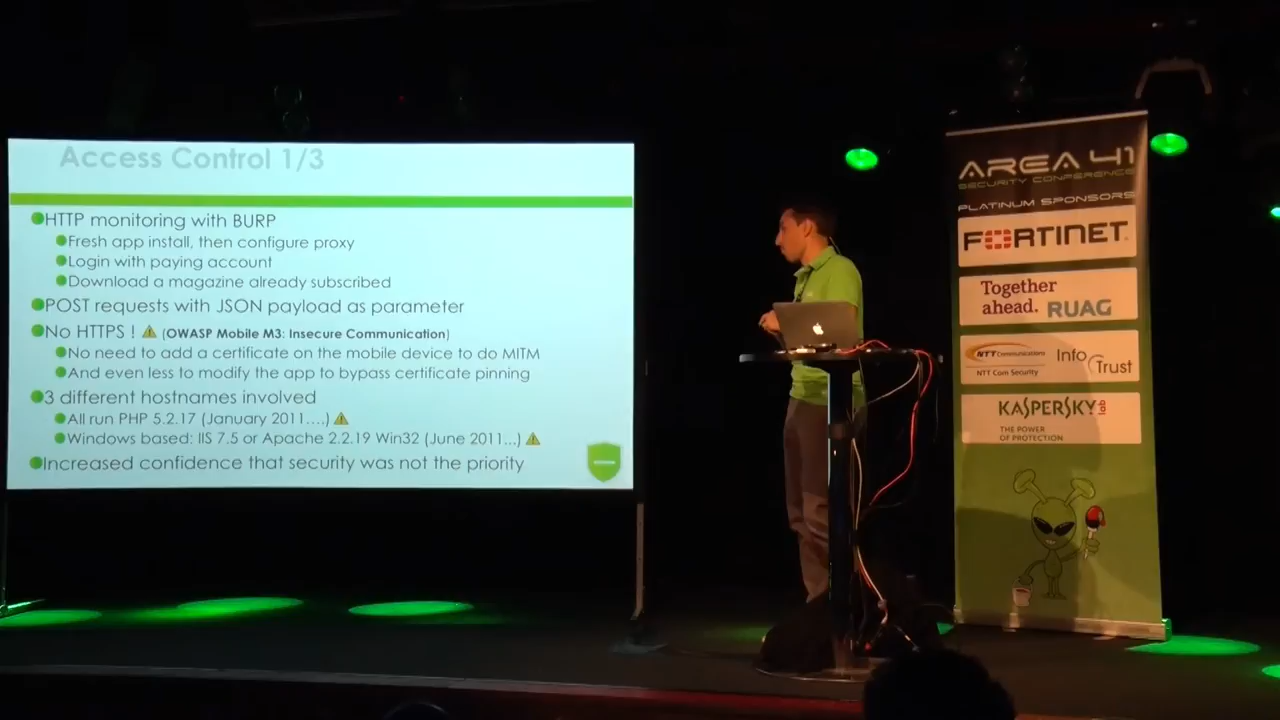 Access Control 1/3
HTTP monitoring with BURP
Fresh app install, then configure proxy
Login with paying account
Download a magazine already subscribed
POST requests with JSON payload as parameter
No HTTPS ! (OWASP Mobile M3: Insecure Communication)
No need to add a certificate on the mobile device to do MITM
And even less to modify the app to bypass certificate pinning
3 different hostnames involved
All run PHP 5.2.17 (January 2011....)
Windows based: IIS 7.5 or Apache 2.2.19 Win32 (June 2011...)
Increased confidence that security was not the priority
AREA 41
SECURITY CONFERENCE
PLATINUM SPONSORS
FORTINET
Together
ahead. RUAG
NTT Communications
NTT Com Security
Info
Trust
KASPERSKY lab
THE POWER
OF PROTECTION